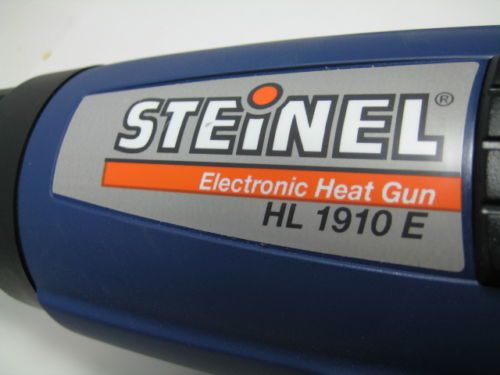 STEiNEL®
Electronic Heat Gun
HL 1910 E